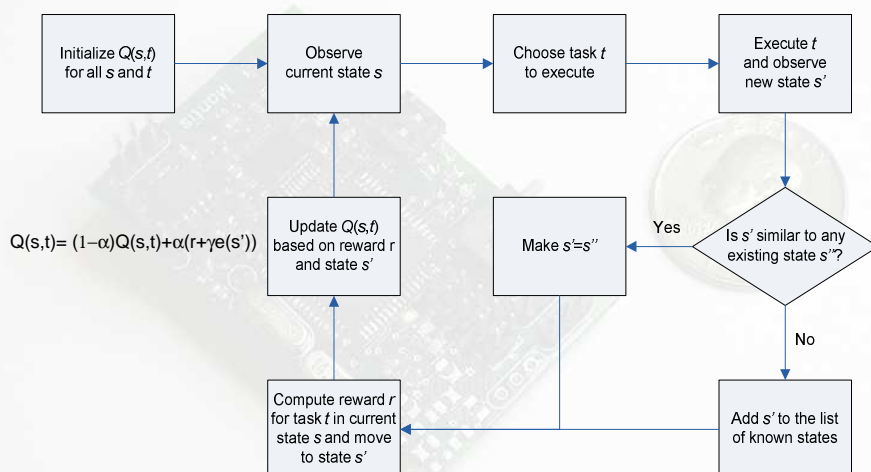 Initialize Q(s,t)
for all s and t
Observe
current state s
Choose task t
to execute
Execute t
and observe
new state s'
Is s' similar to any
existing state s''?
Yes
Make s'=s''
No
Add s' to the list
of known states
Compute reward r
for task t in current
state s and move
to state s'
Update Q(s,t)
based on reward r
and state s'
Q(s,t)= (1−α)Q(s,t)+α(r+γe(s'))
Mantis